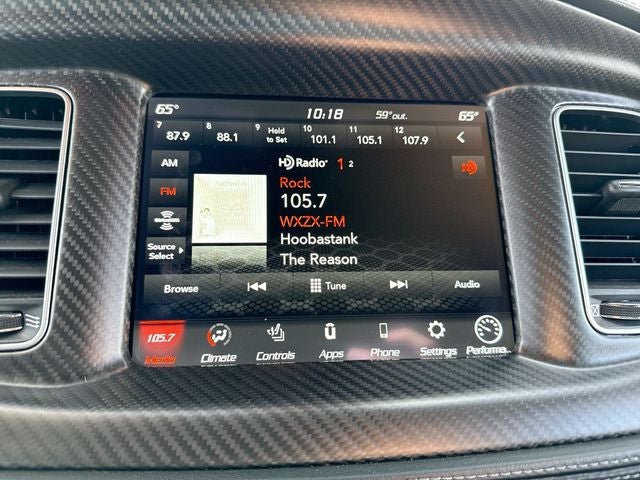 65° 10:18 59°out. 65°
7 87.9 8 88.1 9 Hold to Set 10 101.1 11 105.1 12 107.9
AM
HD Radio 1 2
FM
Rock
105.7
WXZX-FM
Hoobastank
Source Select
The Reason
Browse Tune Audio
105.7
Media Climate Controls Apps Phone Settings Performa